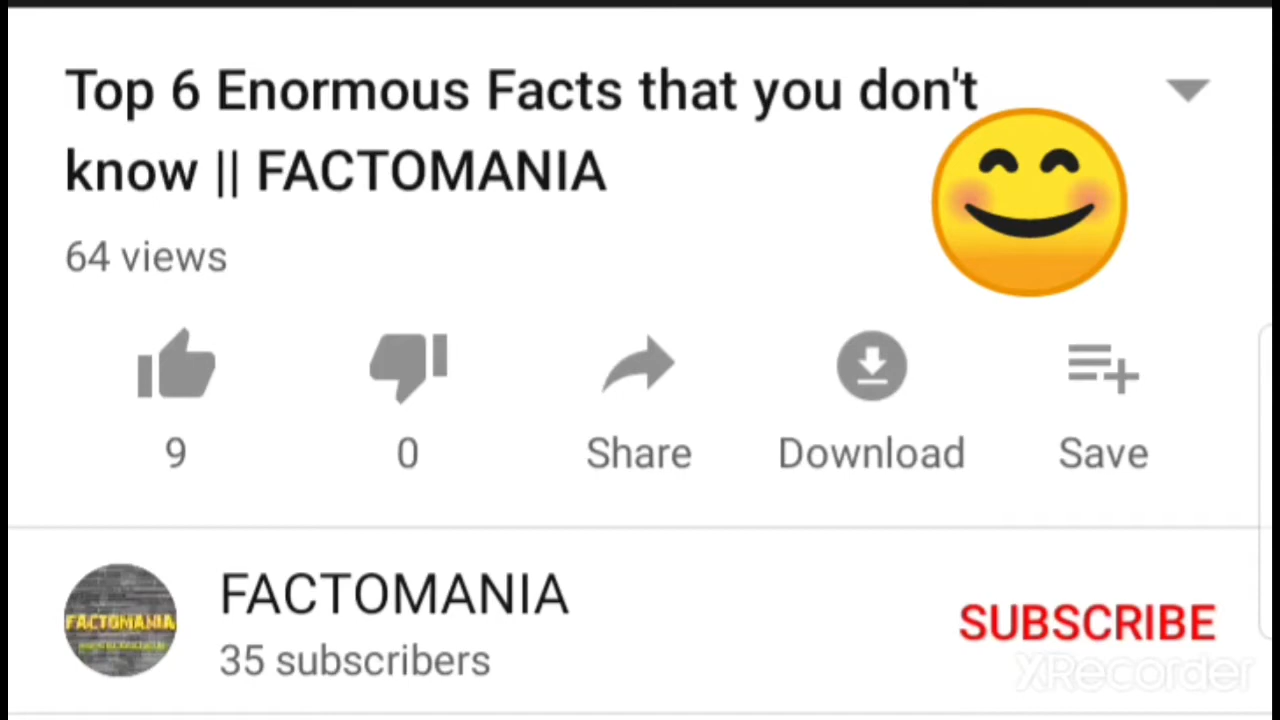 Top 6 Enormous Facts that you don't
know || FACTOMANIA
64 views
9
0
Share
Download
Save
FACTOMANIA
FACTOMANIA
35 subscribers
SUBSCRIBE
XRecorder